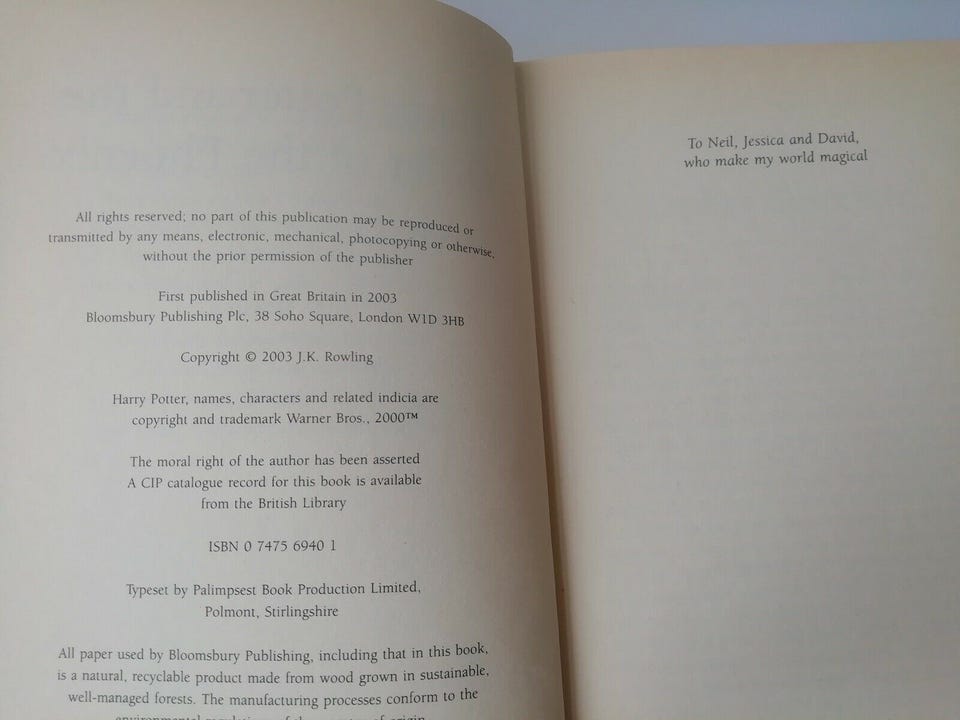 All rights reserved; no part of this publication may be reproduced or
transmitted by any means, electronic, mechanical, photocopying or otherwise,
without the prior permission of the publisher
First published in Great Britain in 2003
Bloomsbury Publishing Plc, 38 Soho Square, London W1D 3HB
Copyright © 2003 J.K. Rowling
Harry Potter, names, characters and related indicia are
copyright and trademark Warner Bros., 2000™
The moral right of the author has been asserted
A CIP catalogue record for this book is available
from the British Library
ISBN 0 7475 6940 1
Typeset by Palimpsest Book Production Limited,
Polmont, Stirlingshire
All paper used by Bloomsbury Publishing, including that in this book,
is a natural, recyclable product made from wood grown in sustainable,
well-managed forests. The manufacturing processes conform to the
To Neil, Jessica and David,
who make my world magical